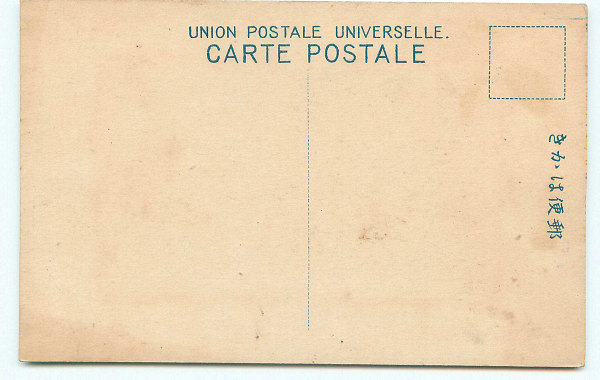 UNION POSTALE UNIVERSELLE.
CARTE POSTALE
きかは便郵